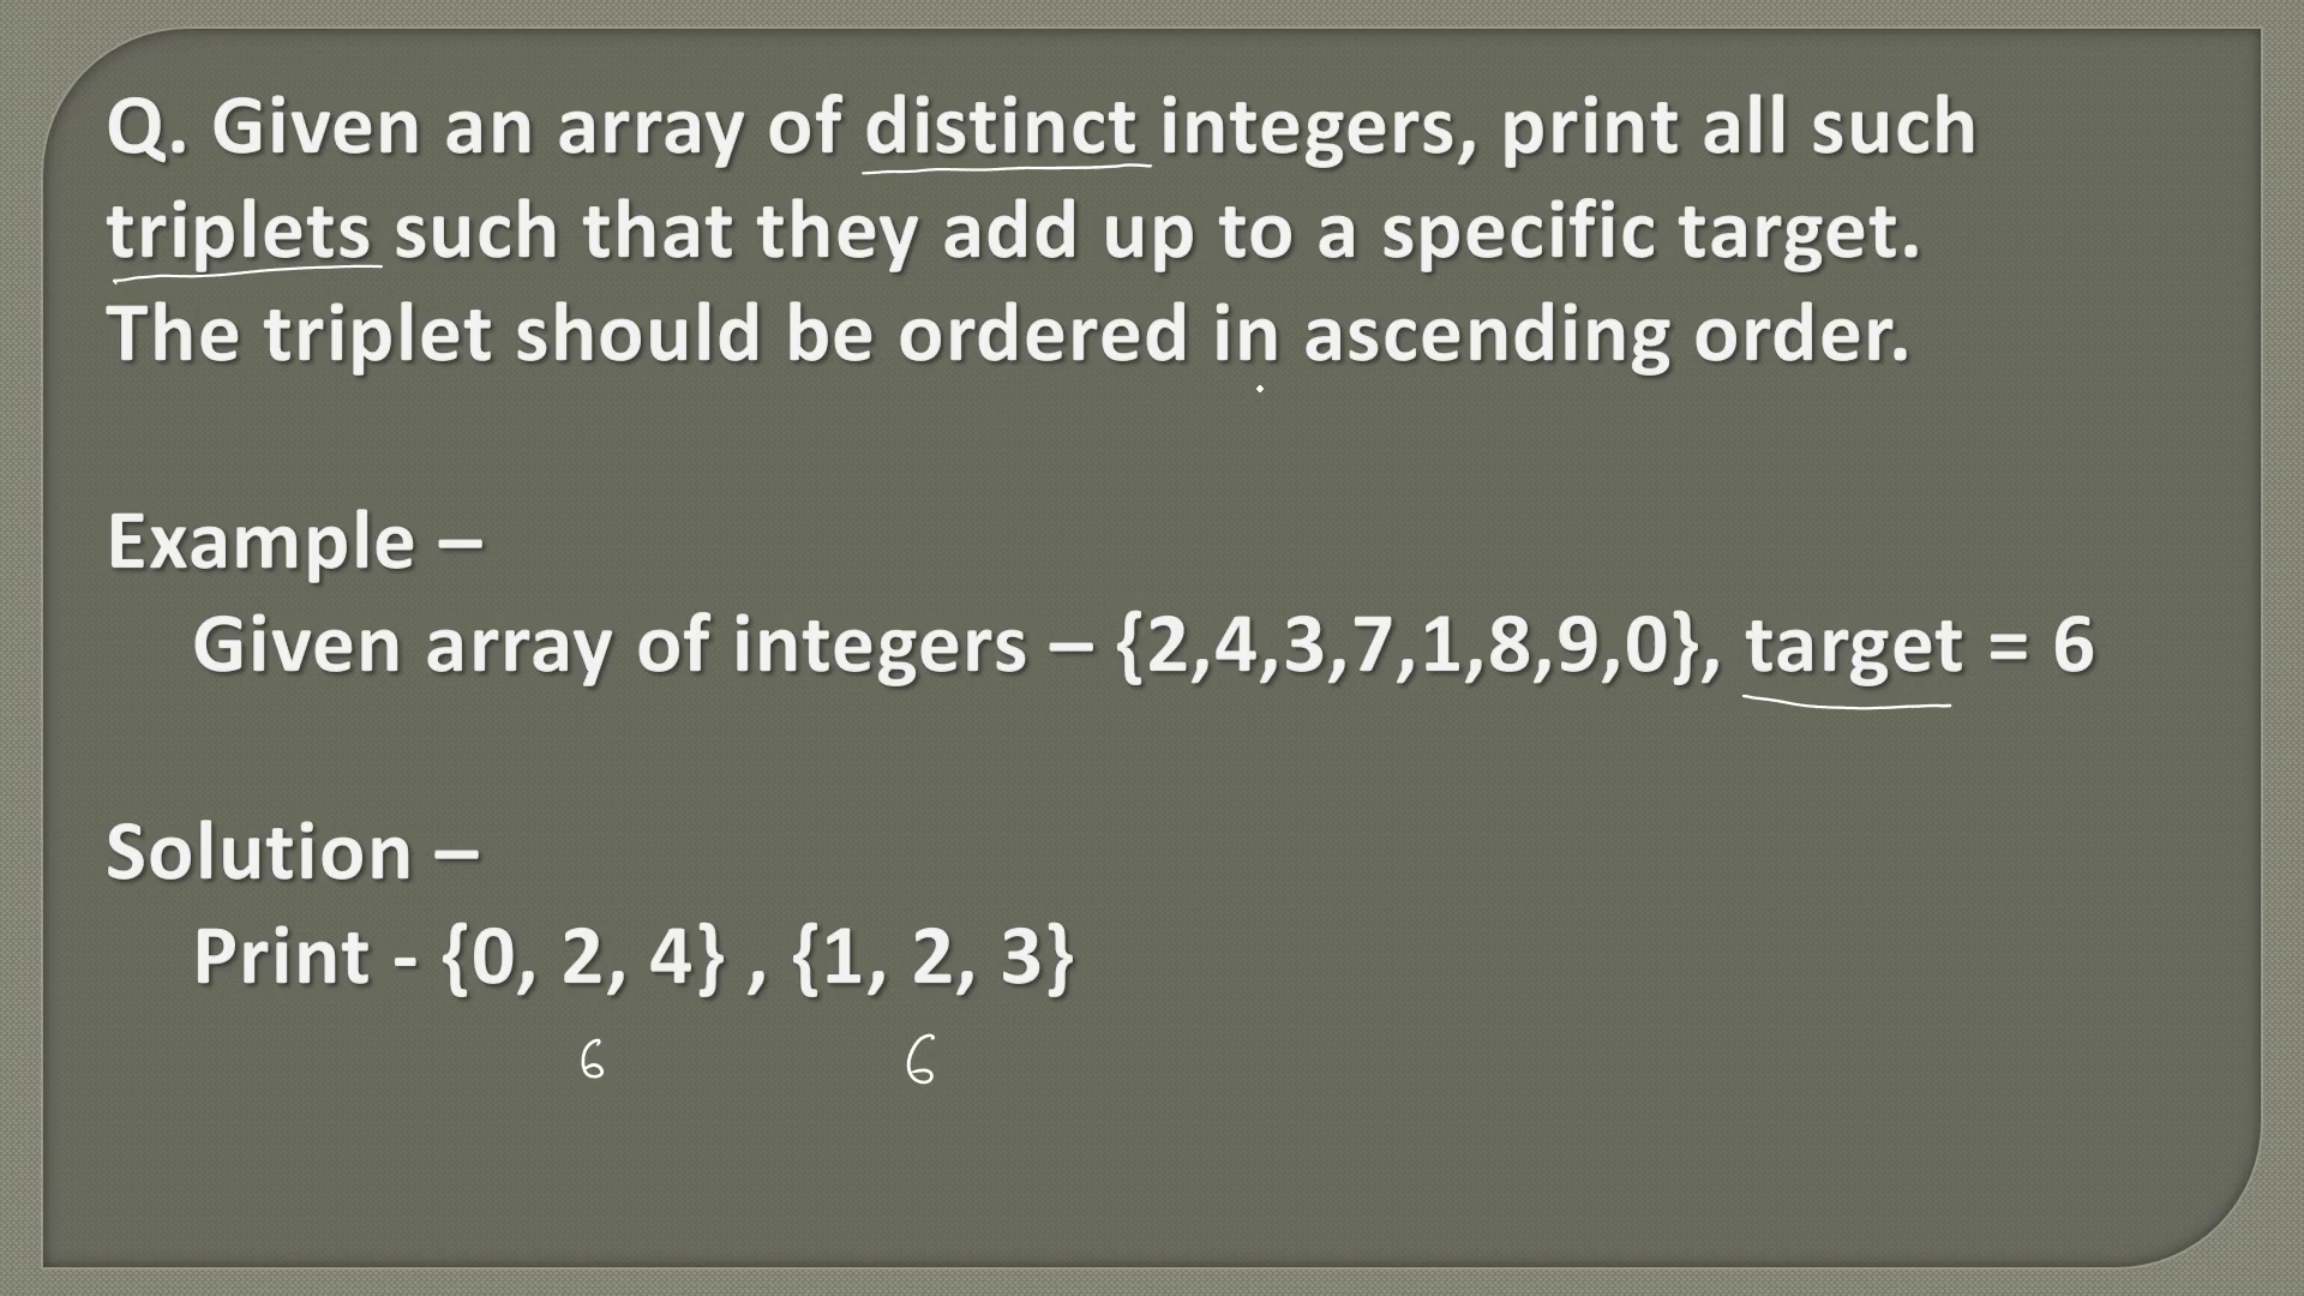 Q. Given an array of distinct integers, print all such
triplets such that they add up to a specific target.
The triplet should be ordered in ascending order.
Example –
Given array of integers – {2,4,3,7,1,8,9,0}, target = 6
Solution –
Print - {0, 2, 4} , {1, 2, 3}
6 6